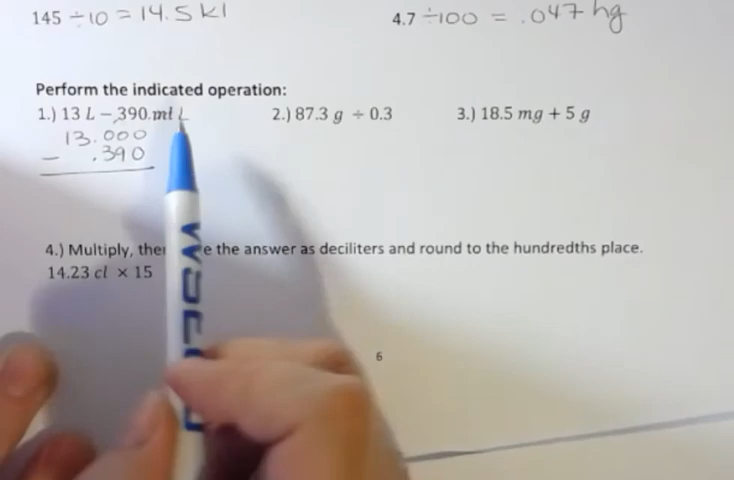 145 ÷10 = 14.5 kl
4.7 ÷100 = .047 hg
Perform the indicated operation:
1.) 13 L − .390.ml L
2.) 87.3 g ÷ 0.3
3.) 18.5 mg + 5 g
13.000
− .390
4.) Multiply, the answer as deciliters and round to the hundredths place.
14.23 cl × 15
6